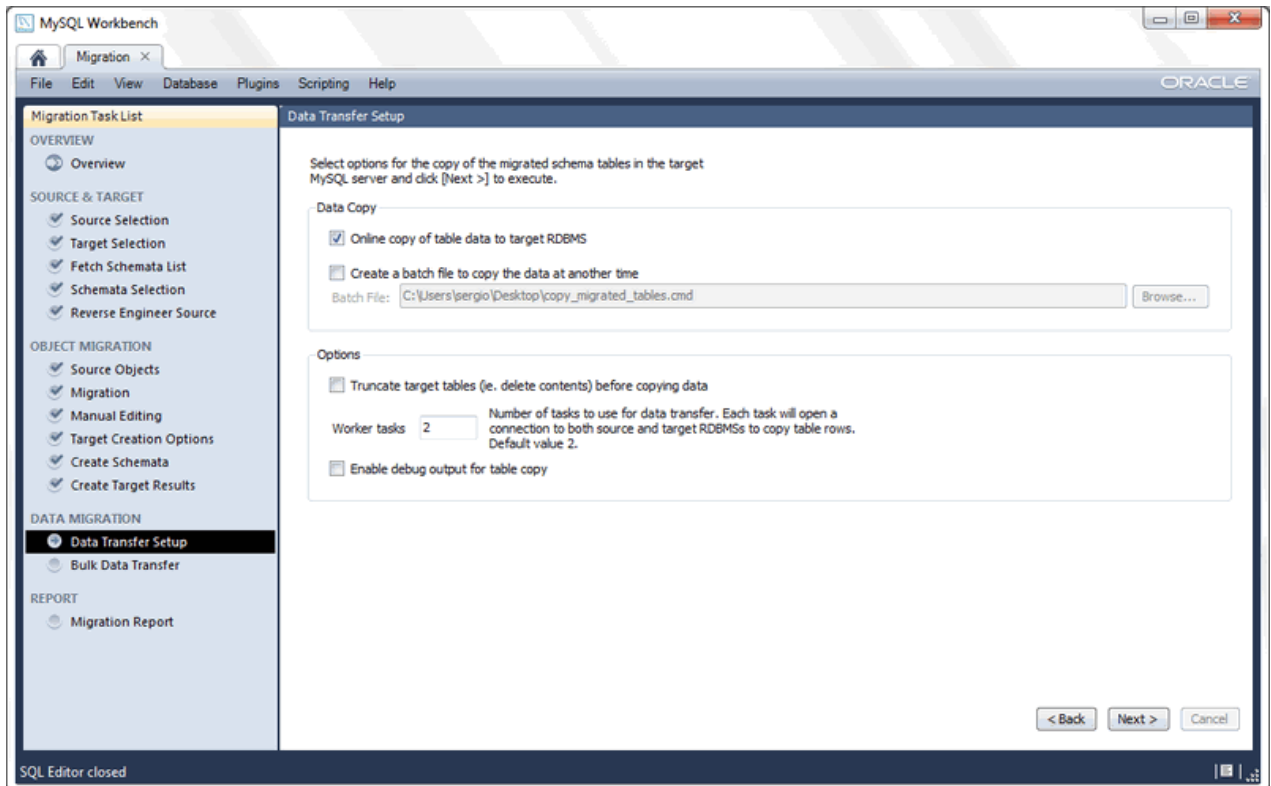 MySQL Workbench
Migration
File Edit View Database Plugins Scripting Help
ORACLE
Migration Task List
OVERVIEW
Overview
SOURCE & TARGET
Source Selection
Target Selection
Fetch Schemata List
Schemata Selection
Reverse Engineer Source
OBJECT MIGRATION
Source Objects
Migration
Manual Editing
Target Creation Options
Create Schemata
Create Target Results
DATA MIGRATION
Data Transfer Setup
Bulk Data Transfer
REPORT
Migration Report
Data Transfer Setup
Select options for the copy of the migrated schema tables in the target
MySQL server and click [Next >] to execute.
Data Copy
Online copy of table data to target RDBMS
Create a batch file to copy the data at another time
Batch File: C:\Users\sergio\Desktop\copy_migrated_tables.cmd Browse...
Options
Truncate target tables (ie. delete contents) before copying data
Worker tasks 2
Number of tasks to use for data transfer. Each task will open a
connection to both source and target RDBMSs to copy table rows.
Default value 2.
Enable debug output for table copy
< Back Next > Cancel
SQL Editor closed